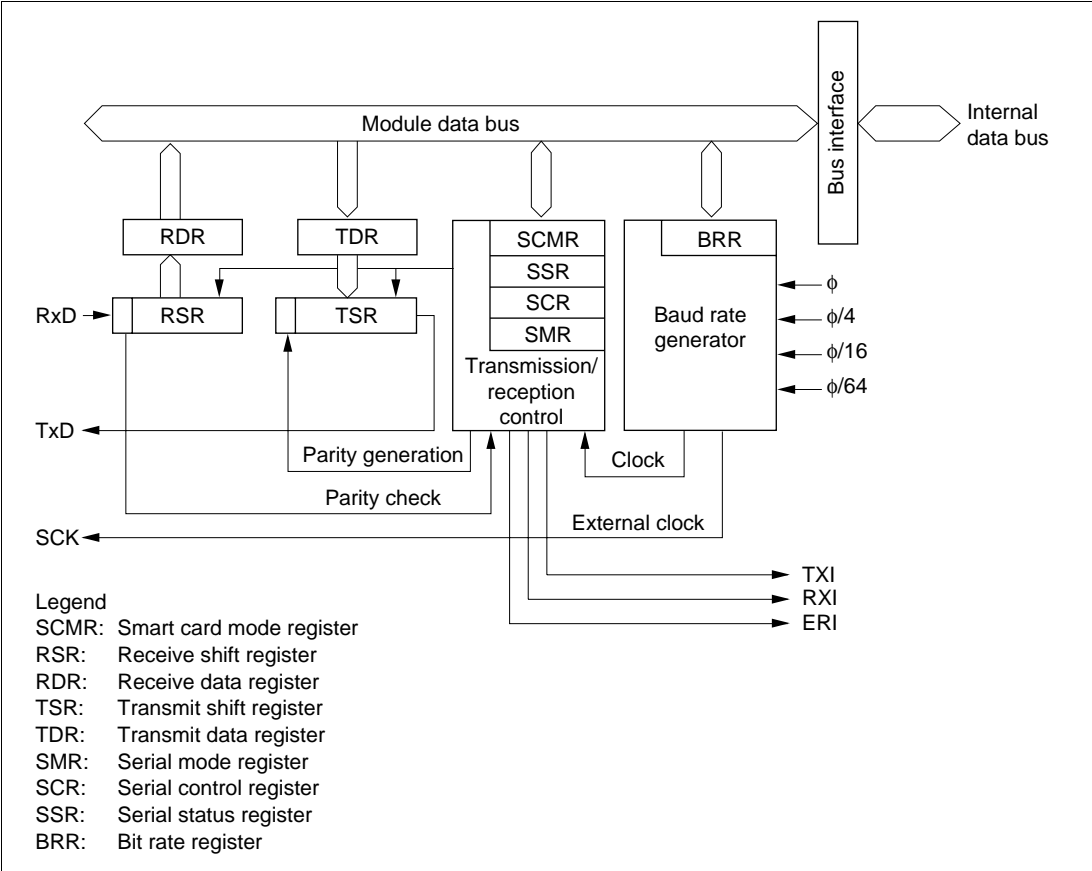 Bus interface
Internal
data bus
Module data bus
RDR
TDR
SCMR
SSR
SCR
SMR
Transmission/
reception
control
BRR
Baud rate
generator
ϕ
ϕ/4
ϕ/16
ϕ/64
RxD
RSR
TSR
TxD
Parity generation
Parity check
Clock
External clock
SCK
TXI
RXI
ERI
Legend
SCMR: Smart card mode register
RSR: Receive shift register
RDR: Receive data register
TSR: Transmit shift register
TDR: Transmit data register
SMR: Serial mode register
SCR: Serial control register
SSR: Serial status register
BRR: Bit rate register